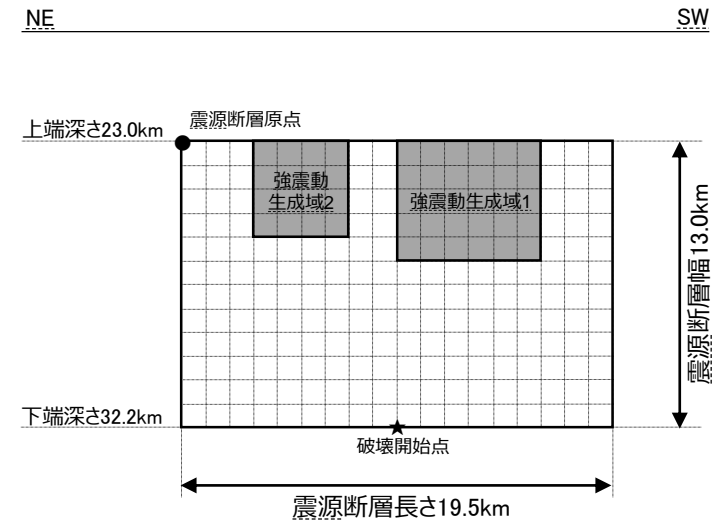 NE
SW
上端深さ23.0km
震源断層原点
強震動
生成域2
強震動生成域1
震源断層幅13.0km
下端深さ32.2km
破壊開始点
震源断層長さ19.5km